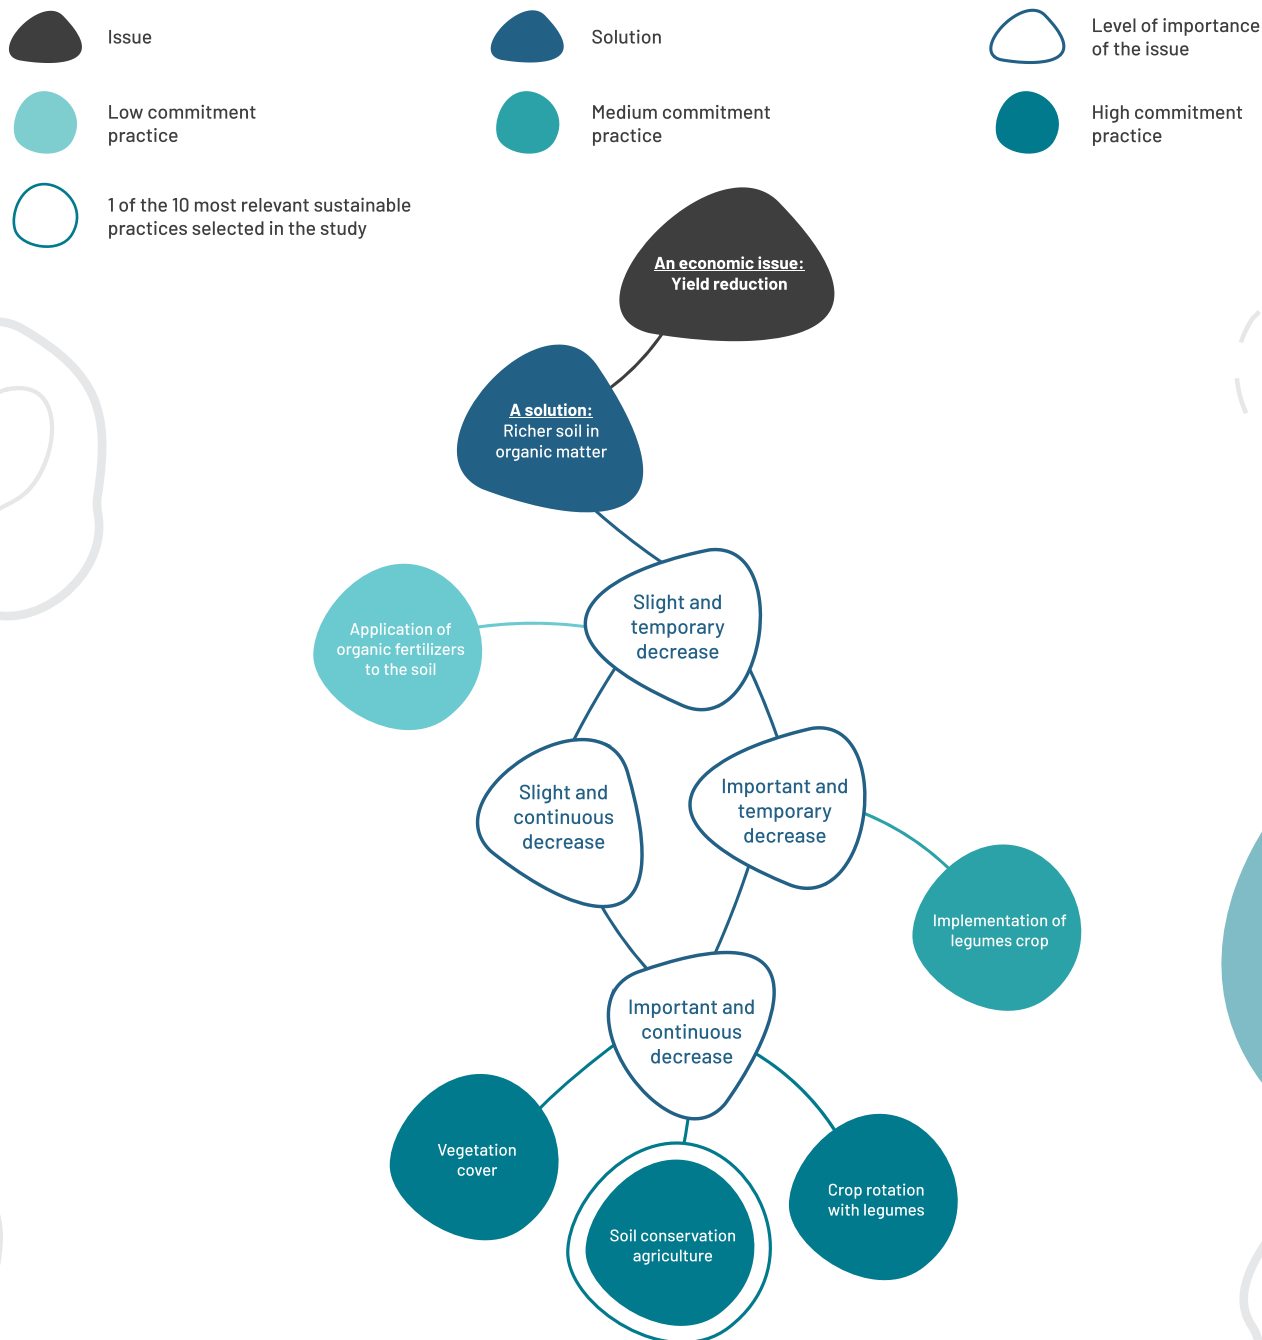 Issue
Solution
Level of importance
of the issue
Low commitment
practice
Medium commitment
practice
High commitment
practice
1 of the 10 most relevant sustainable
practices selected in the study
An economic issue:
Yield reduction
A solution:
Richer soil in
organic matter
Slight and
temporary
decrease
Application of
organic fertilizers
to the soil
Slight and
continuous
decrease
Important and
temporary
decrease
Implementation of
legumes crop
Important and
continuous
decrease
Vegetation
cover
Soil conservation
agriculture
Crop rotation
with legumes